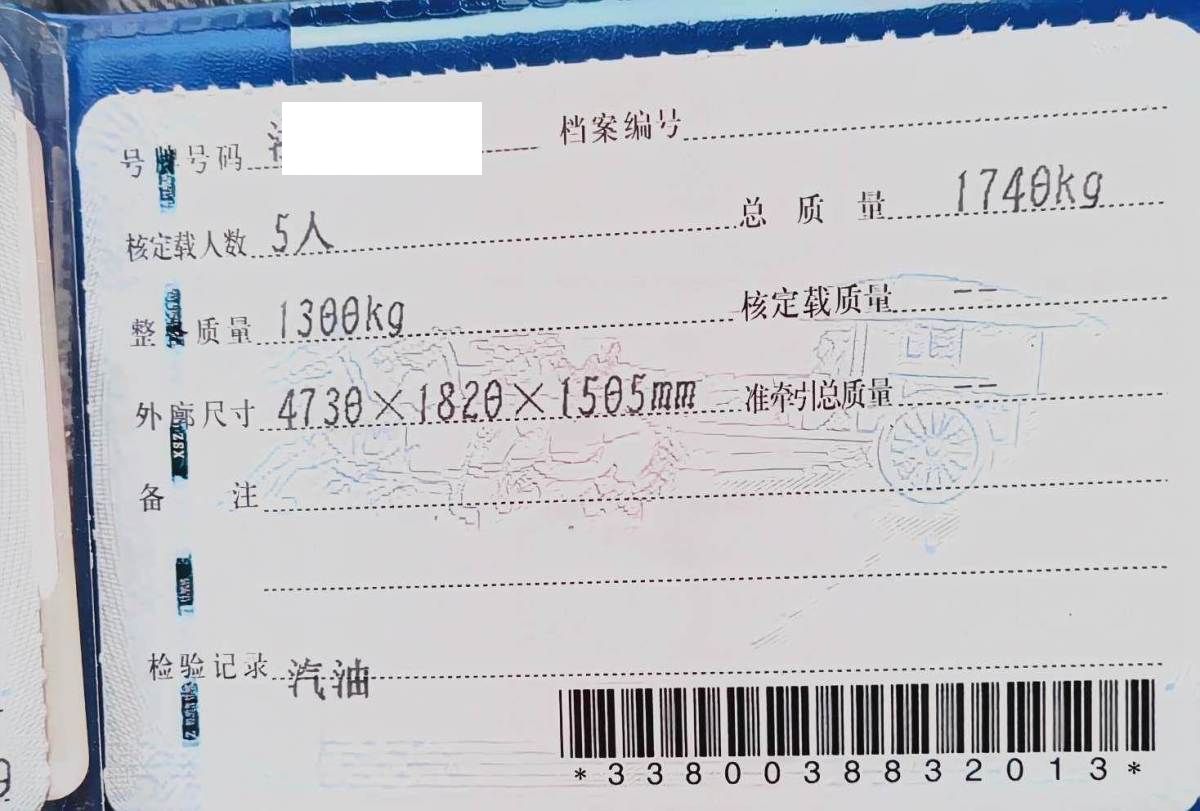 号牌号码 档案编号
核定载人数 5人 总质量 1740kg
整备质量 1300kg 核定载质量 --
外廓尺寸 4730×1820×1505mm 准牵引总质量 --
备注
检验记录 汽油
*3380038832013*